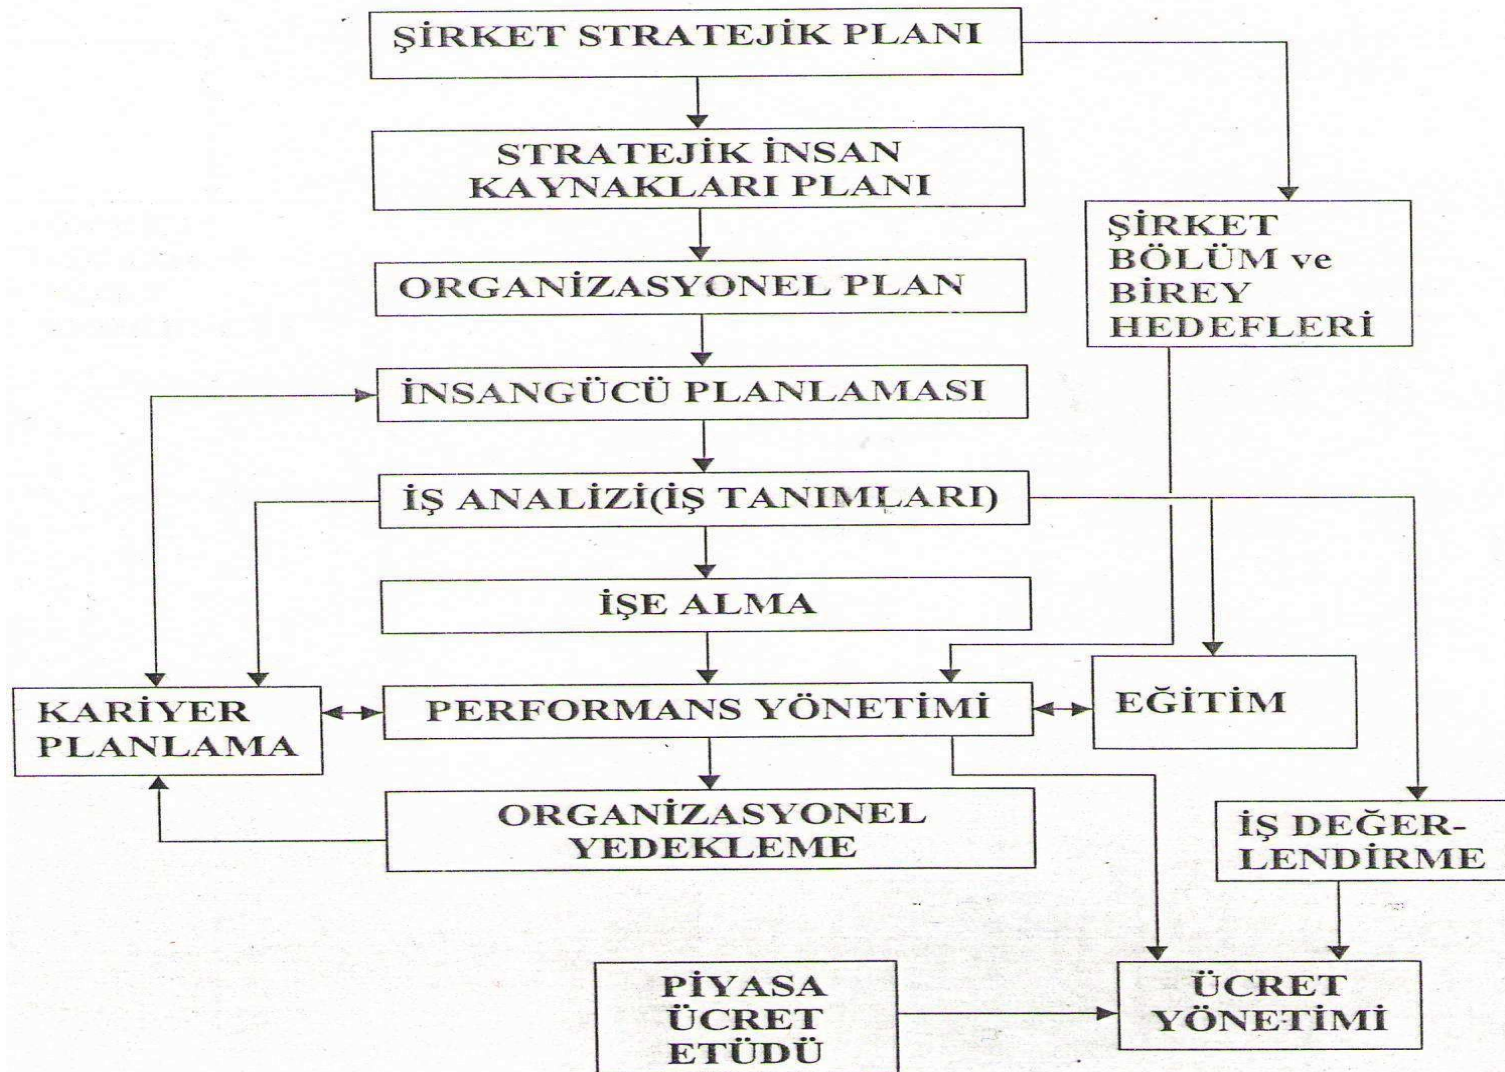 ŞİRKET STRATEJİK PLANI
STRATEJİK İNSAN
KAYNAKLARI PLANI
ŞİRKET
BÖLÜM ve
BİREY
HEDEFLERİ
ORGANİZASYONEL PLAN
İNSANGÜCÜ PLANLAMASI
İŞ ANALİZİ(İŞ TANIMLARI)
İŞE ALMA
KARİYER
PLANLAMA
PERFORMANS YÖNETİMİ
EĞİTİM
ORGANİZASYONEL
YEDEKLEME
İŞ DEĞER-
LENDİRME
PİYASA
ÜCRET
ETÜDÜ
ÜCRET
YÖNETİMİ